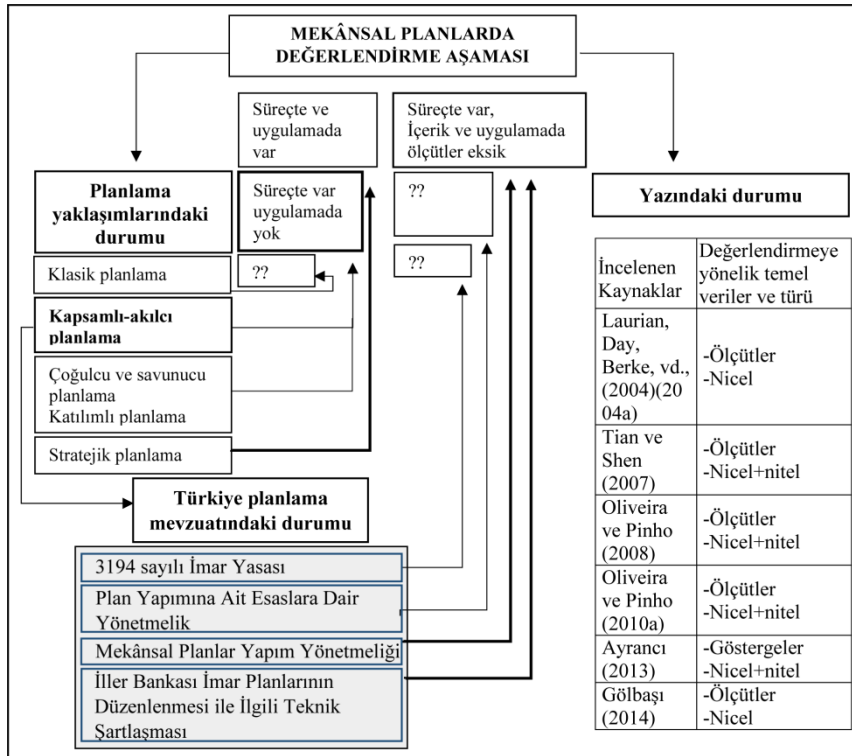 MEKÂNSAL PLANLARDA
DEĞERLENDİRME AŞAMASI
Süreçte ve
uygulamada
var
Süreçte var,
İçerik ve uygulamada
ölçütler eksik
Planlama
yaklaşımlarındaki
durumu
Süreçte var
uygulamada
yok
??
Yazındaki durumu
Klasik planlama
??
??
Kapsamlı-akılcı
planlama
Çoğulcu ve savunucu
planlama
Katılımlı planlama
Stratejik planlama
Türkiye planlama
mevzuatındaki durumu
3194 sayılı İmar Yasası
Plan Yapımına Ait Esaslara Dair
Yönetmelik
Mekânsal Planlar Yapım Yönetmeliği
İller Bankası İmar Planlarının
Düzenlenmesi ile İlgili Teknik
Şartlaşması
İncelenen
Kaynaklar
Değerlendirmeye
yönelik temel
veriler ve türü
Laurian,
Day,
Berke, vd.,
(2004)(20
04a)
-Ölçütler
-Nicel
Tian ve
Shen
(2007)
-Ölçütler
-Nicel+nitel
Oliveira
ve Pinho
(2008)
-Ölçütler
-Nicel+nitel
Oliveira
ve Pinho
(2010a)
-Ölçütler
-Nicel+nitel
Ayrancı
(2013)
-Göstergeler
-Nicel+nitel
Gölbaşı
(2014)
-Ölçütler
-Nicel